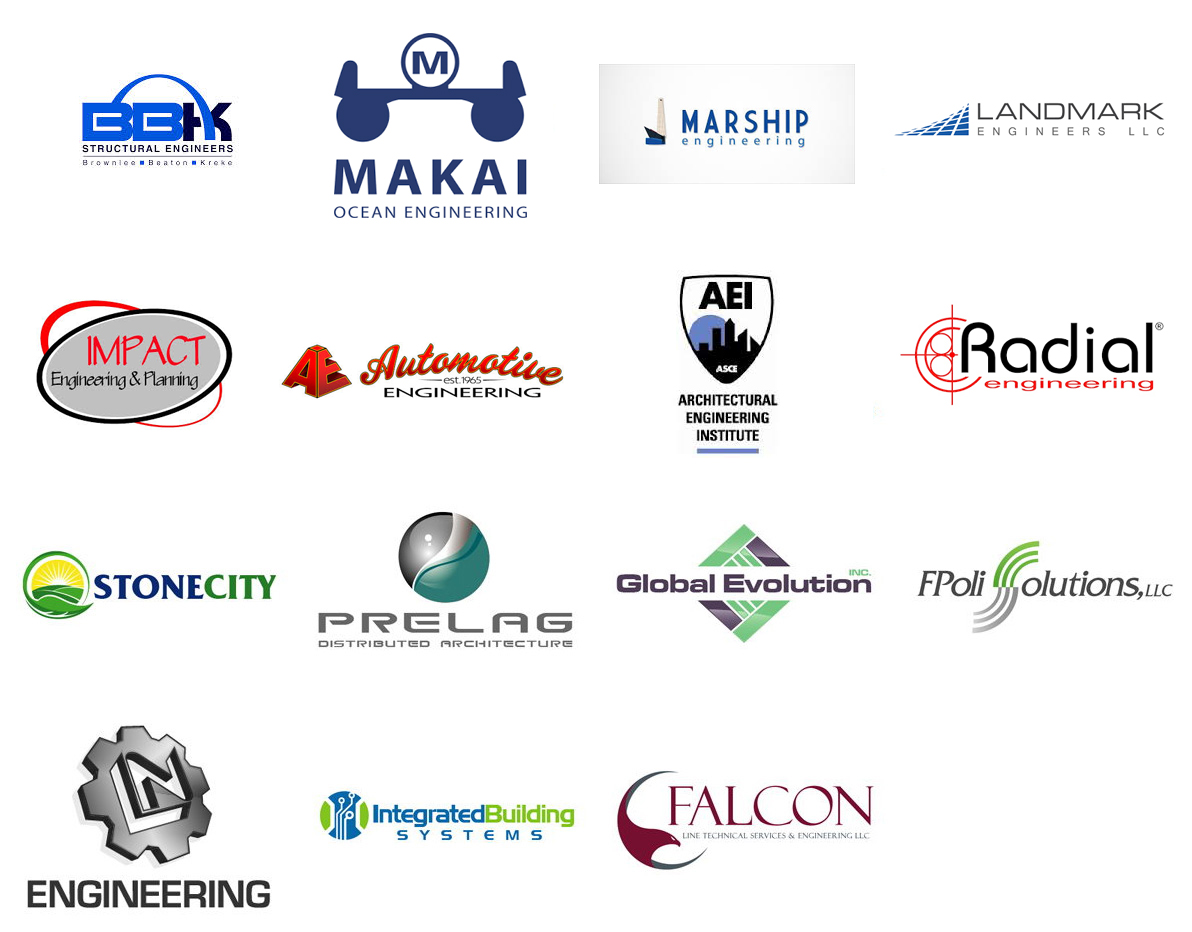 BBK
STRUCTURAL ENGINEERS
Brownlee ▪ Beaton ▪ Kreke
M
MAKAI
OCEAN ENGINEERING
MARSHIP
engineering
LANDMARK
ENGINEERS LLC
IMPACT
Engineering & Planning
AE
Automotive
est.1965
ENGINEERING
AEI
ASCE
ARCHITECTURAL
ENGINEERING
INSTITUTE
Radial®
engineering
STONECITY
PRELAG
DISTRIBUTED ARCHITECTURE
INC.
Global Evolution
FPoli Solutions, LLC
LN
ENGINEERING
IntegratedBuilding
SYSTEMS
FALCON
LINE TECHNICAL SERVICES & ENGINEERING LLC